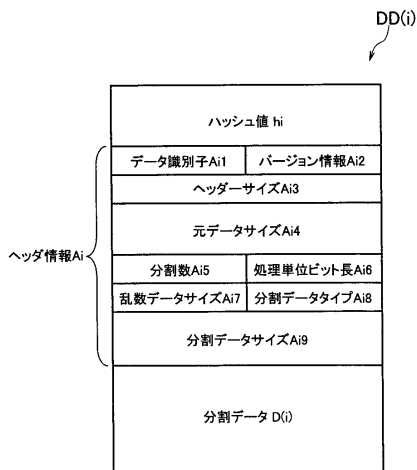 DD(i)
ハッシュ値 hi
データ識別子Ai1 バージョン情報Ai2
ヘッダーサイズAi3
元データサイズAi4
ヘッダ情報Ai
分割数Ai5 処理単位ビット長Ai6
乱数データサイズAi7 分割データタイプAi8
分割データサイズAi9
分割データ D(i)